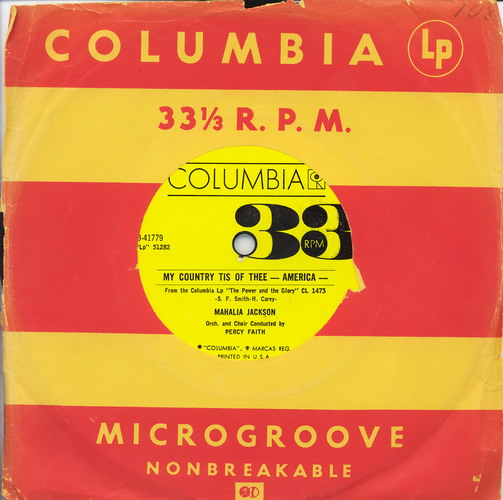 COLUMBIA Lp
33⅓ R. P. M.
COLUMBIA
33
RPM
3-41779
"Lp" 51282
MY COUNTRY TIS OF THEE — AMERICA —
From the Columbia Lp "The Power and the Glory" CL 1473
-S. F. Smith-H. Carey-
MAHALIA JACKSON
Orch. and Choir Conducted by
PERCY FAITH
"COLUMBIA", MARCAS REG.
PRINTED IN U.S.A.
MICROGROOVE
NONBREAKABLE